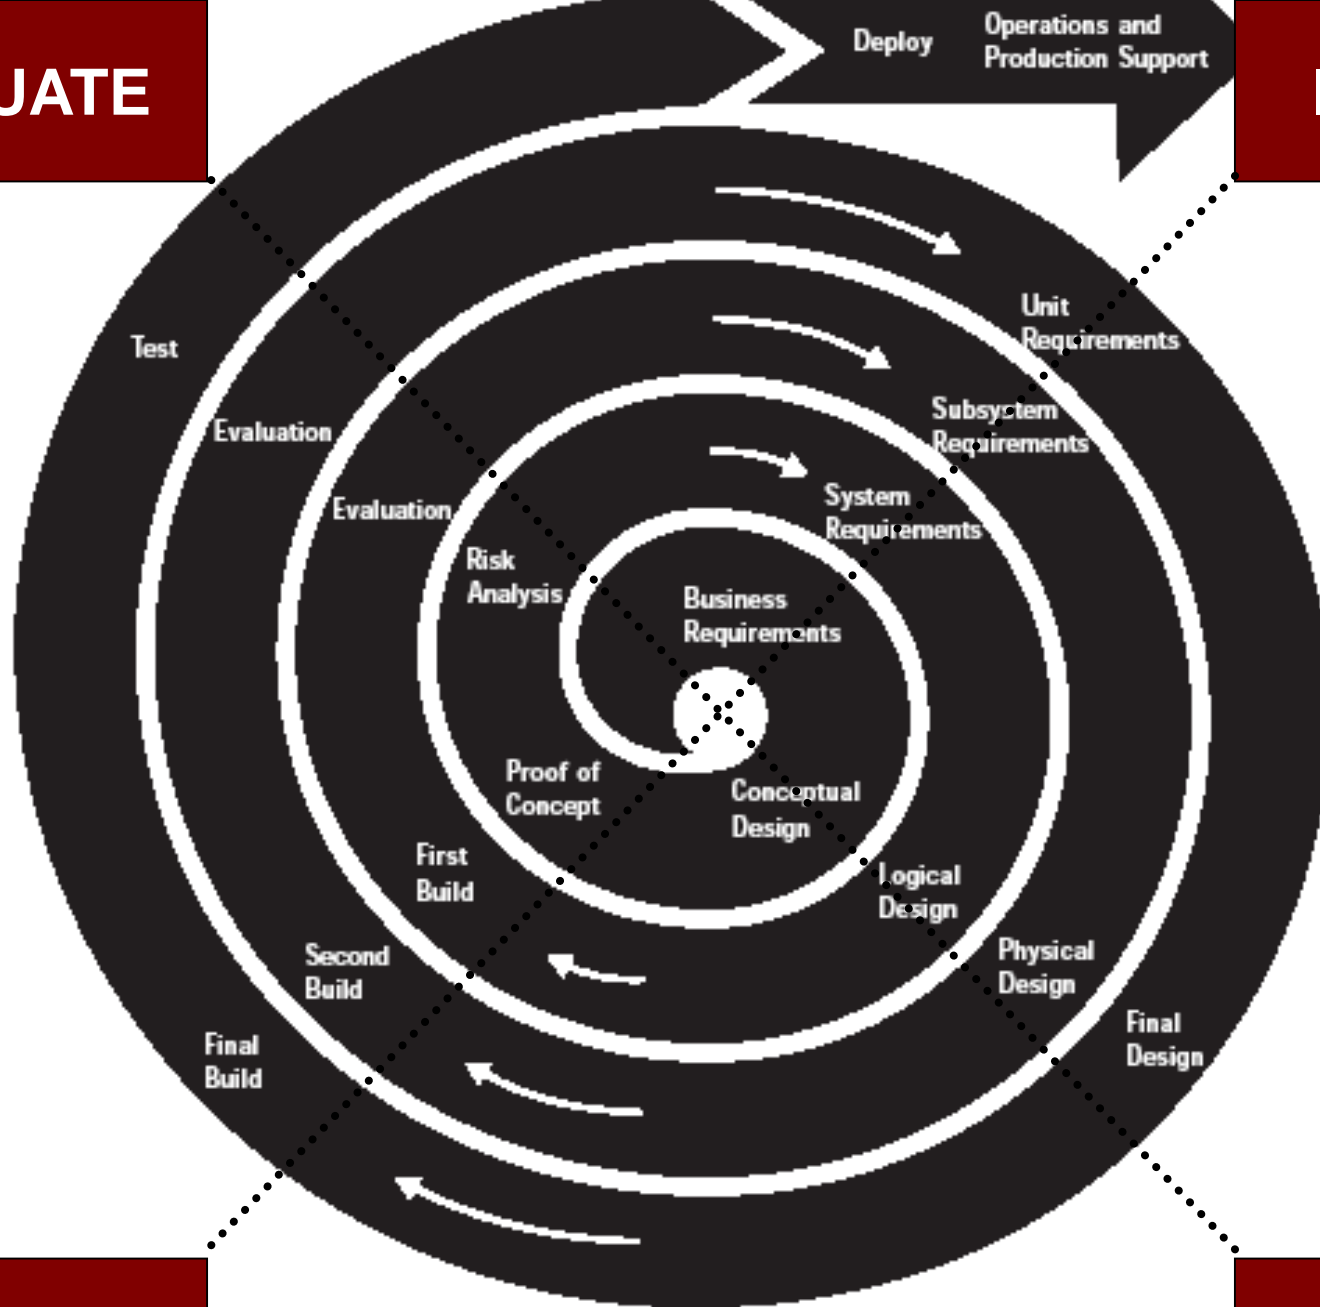 UATE
Deploy
Operations and
Production Support
Unit
Requirements
Test
Subsystem
Requirements
Evaluation
System
Requirements
Evaluation
Risk
Analysis
Business
Requirements
Proof of
Concept
Conceptual
Design
First
Build
Logical
Design
Second
Build
Physical
Design
Final
Build
Final
Design